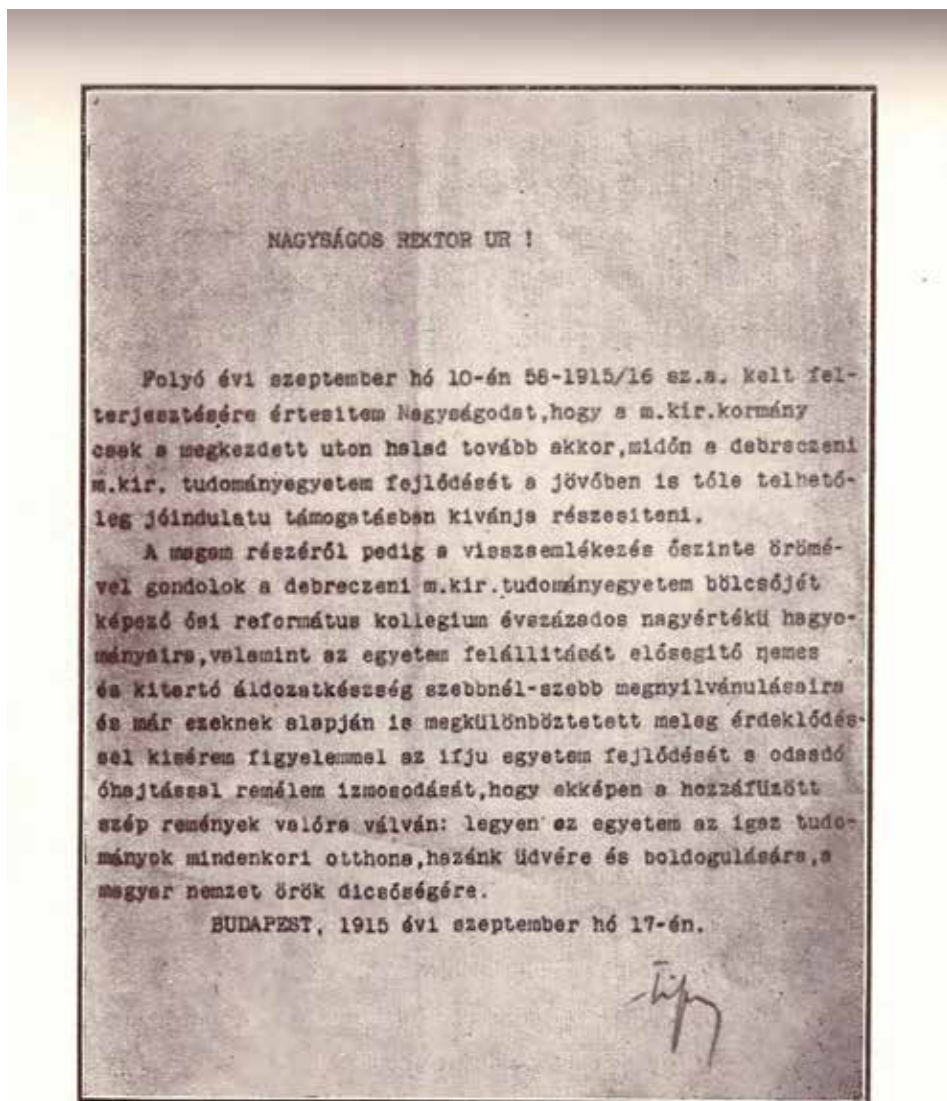 NAGYSÁGOS REKTOR UR !
Folyó évi szeptember hó 10-én 58-1915/16 sz.a. kelt fel-
terjesztésére értesitem Nagyságodat,hogy a m.kir.kormány
csak a megkezdett uton halad tovább akkor,midőn a debreczeni
m.kir. tudományegyetem fejlődését a jövőben is tőle telhető-
leg jóindulatu támogatásban kivánja részesiteni.
A magam részéről pedig a visszaemlékezés őszinte örömé-
vel gondolok a debreczeni m.kir.tudományegyetem bölcsőjét
képező ősi református kollegium évszázados nagyértékü hagyo-
mányaira,valamint az egyetem felállitását elősegitő nemes
és kitartó áldozatkészség szebbnél-szebb megnyilvánulásaira
és már ezeknek alapján is megkülönböztetett meleg érdeklődés-
sel kisérem figyelemmel az ifju egyetem fejlődését s odaadó
óhajtással remélem izmosodását,hogy ekképen a hozzáfüzött
szép remények valóra válván: legyen ez egyetem az igaz tudo-
mányok mindenkori otthona,hazánk üdvére és boldogulására,a
magyar nemzet örök dicsőségére.
BUDAPEST, 1915 évi szeptember hó 17-én.